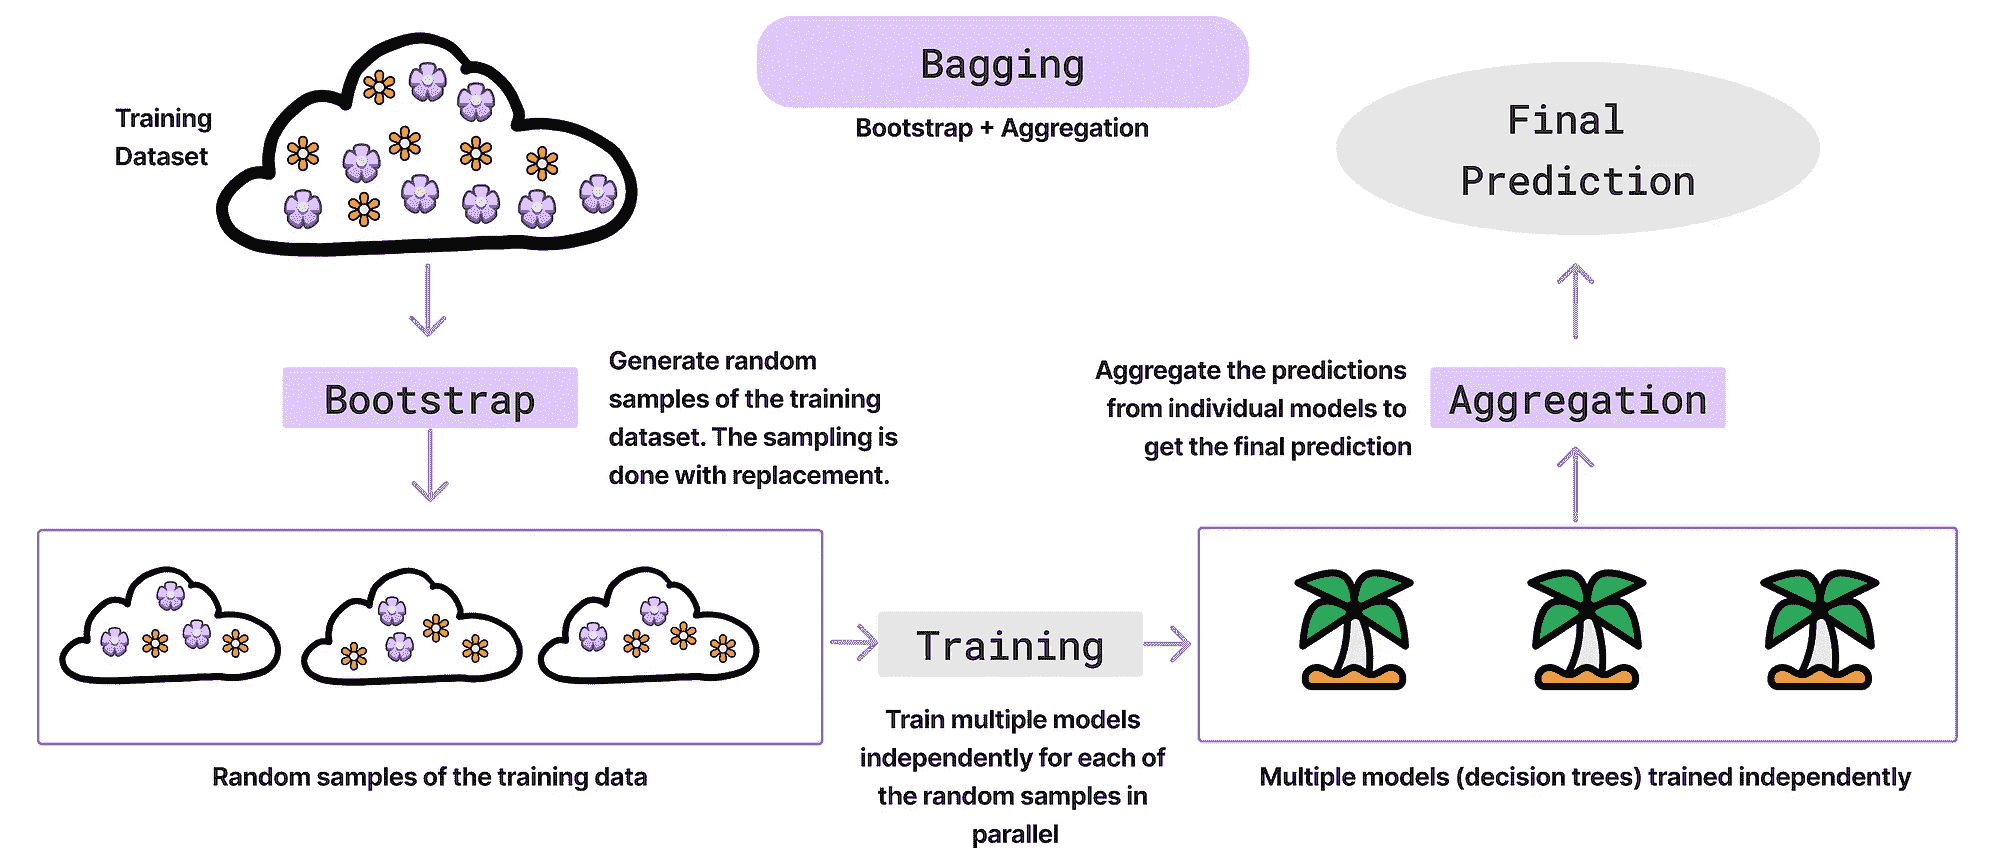 Bagging
Bootstrap + Aggregation
Training
Dataset
Bootstrap
Generate random
samples of the training
dataset. The sampling is
done with replacement.
Random samples of the training data
Training
Train multiple models
independently for each of
the random samples in
parallel
Multiple models (decision trees) trained independently
Aggregate the predictions
from individual models to
get the final prediction
Aggregation
Final
Prediction